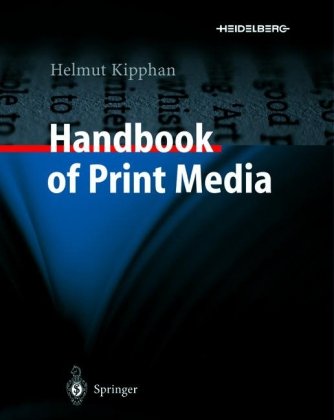 HEIDELBERG
Helmut Kipphan
Handbook
of Print Media
Springer